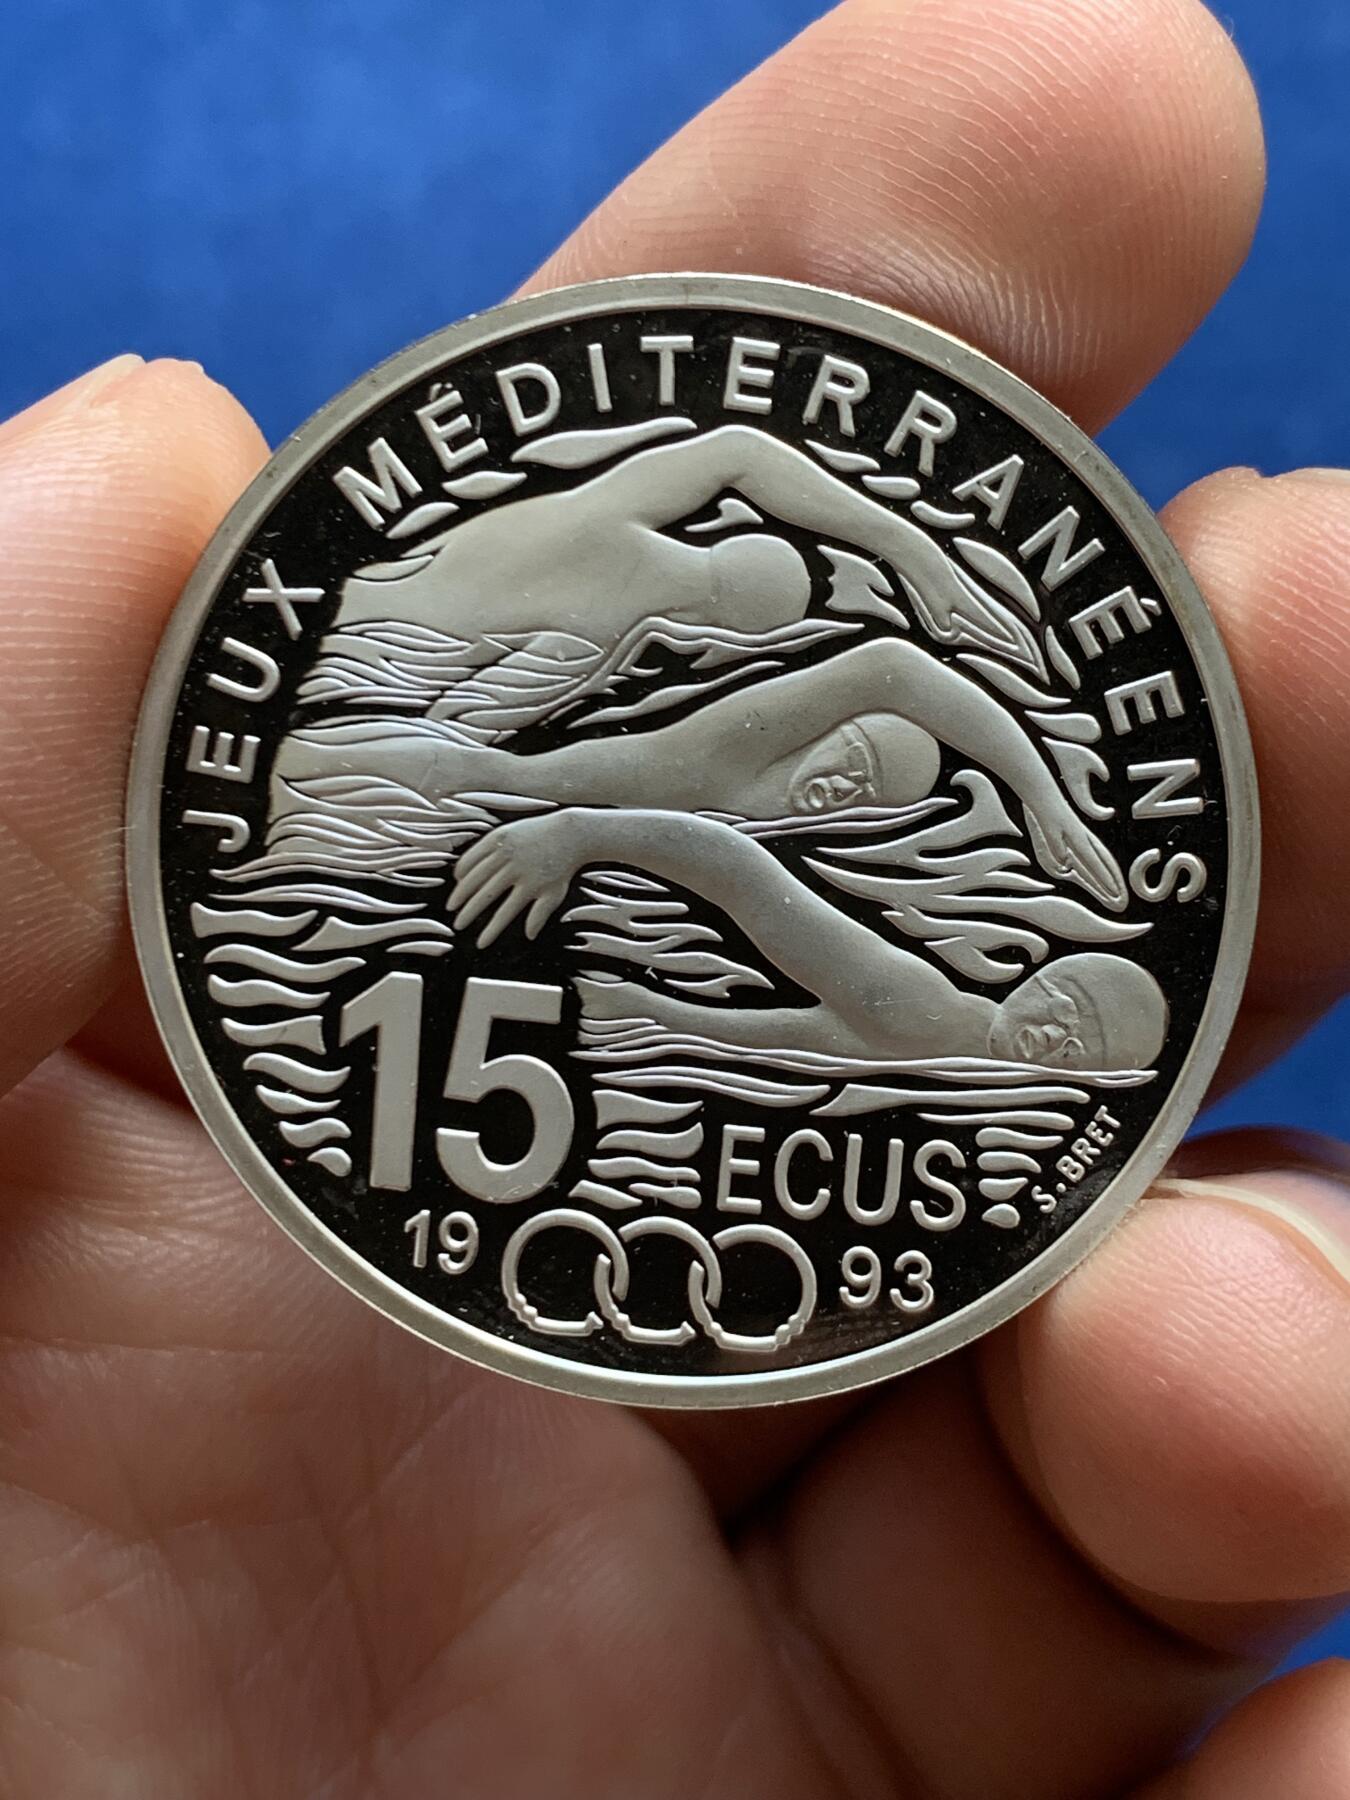 JEUX MÉDITERRANÉENS
15 ECUS
S.BRET
19 93